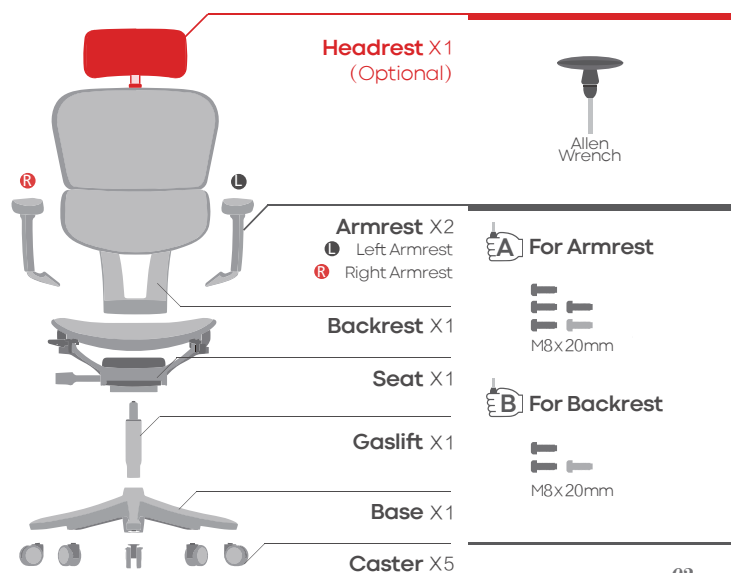 Headrest X1
(Optional)
Allen
Wrench
R
L
Armrest X2
L Left Armrest
R Right Armrest
A For Armrest
M8x20mm
Backrest X1
Seat X1
B For Backrest
M8x20mm
Gaslift X1
Base X1
Caster X5